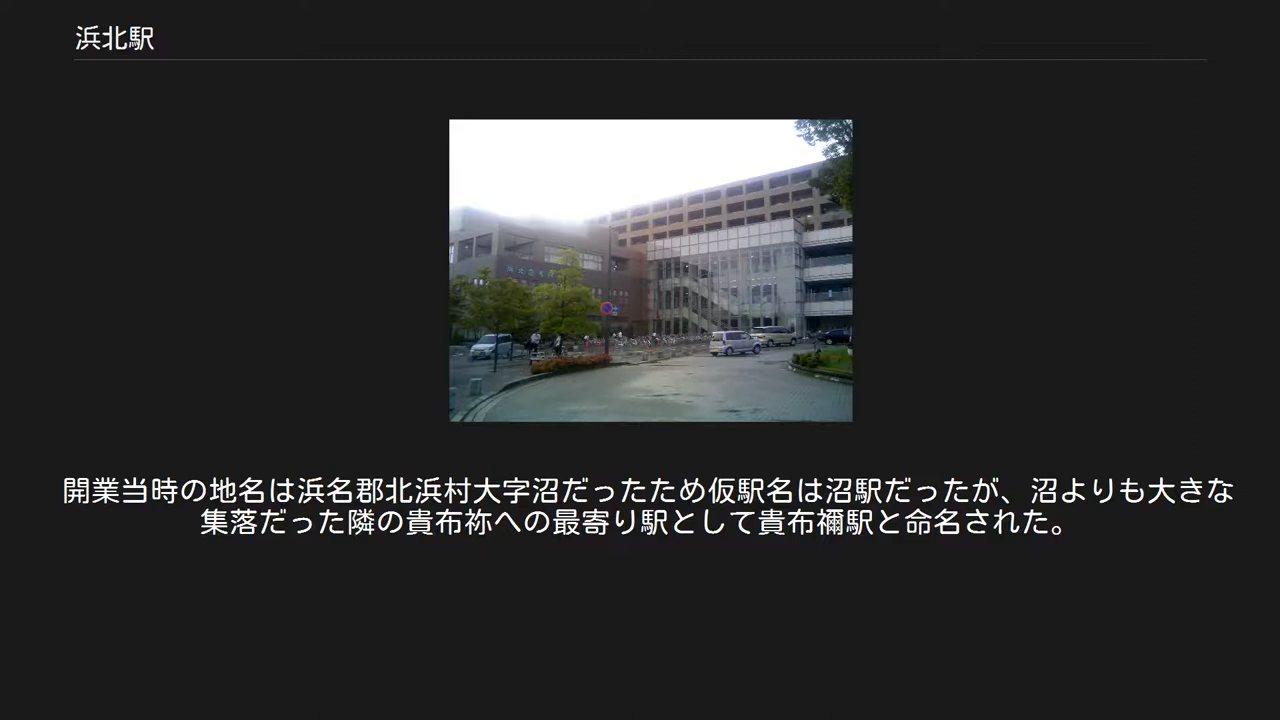 浜北駅
開業当時の地名は浜名郡北浜村大字沼だったため仮駅名は沼駅だったが、沼よりも大きな
集落だった隣の貴布祢への最寄り駅として貴布禰駅と命名された。